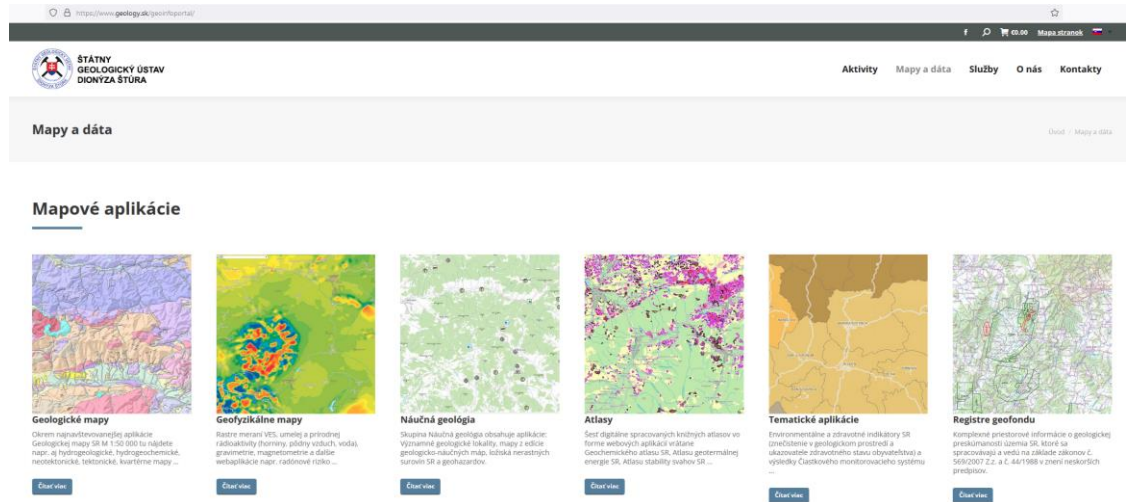 https://www.geology.sk/geoinfoportal/
f €0.00 Mapa stranok
ŠTÁTNY
GEOLOGICKÝ ÚSTAV
DIONÝZA ŠTÚRA
Aktivity Mapy a dáta Služby O nás Kontakty
Mapy a dáta
Úvod Mapy a dáta
Mapové aplikácie
Geologické mapy
Okrem najnavštevovanejšej aplikácie
Geologickej mapy SR M 1:50 000 tu nájdete
napr. aj hydrogeologické, hydrogeochemické,
neotektonické, tektonické, kvartérne mapy ...
Čítať viac
Geofyzikálne mapy
Rastre meraní VES, umelej a prírodnej
rádioaktivity (horniny, pôdny vzduch, voda),
gravimetrie, magnetometrie a ďalšie
webaplikácie napr. radónové riziko ...
Čítať viac
Náučná geológia
Skupina Náučná geológia obsahuje aplikácie:
Významné geologické lokality, mapy z edície
geologicko-náučných máp, ložiská nerastných
surovín SR a geohazardov.
Čítať viac
Atlasy
Šesť digitálne spracovaných knižných atlasov vo
forme webových aplikácií vrátane
Geochemického atlasu SR, Atlasu geotermálnej
energie SR, Atlasu stability svahov SR ...
Čítať viac
Tematické aplikácie
Environmentálne a zdravotné indikátory SR
(znečistenie v geologickom prostredí a
ukazovatele zdravotného stavu obyvateľstva) a
výsledky Čiastkového monitorovacieho systému
...
Čítať viac
Registre geofondu
Komplexné priestorové informácie o geologickej
preskúmanosti územia SR, ktoré sa
spracovávajú a vedú na základe zákonov č.
569/2007 Z.z. a č. 44/1988 v znení neskorších
predpisov.
Čítať viac